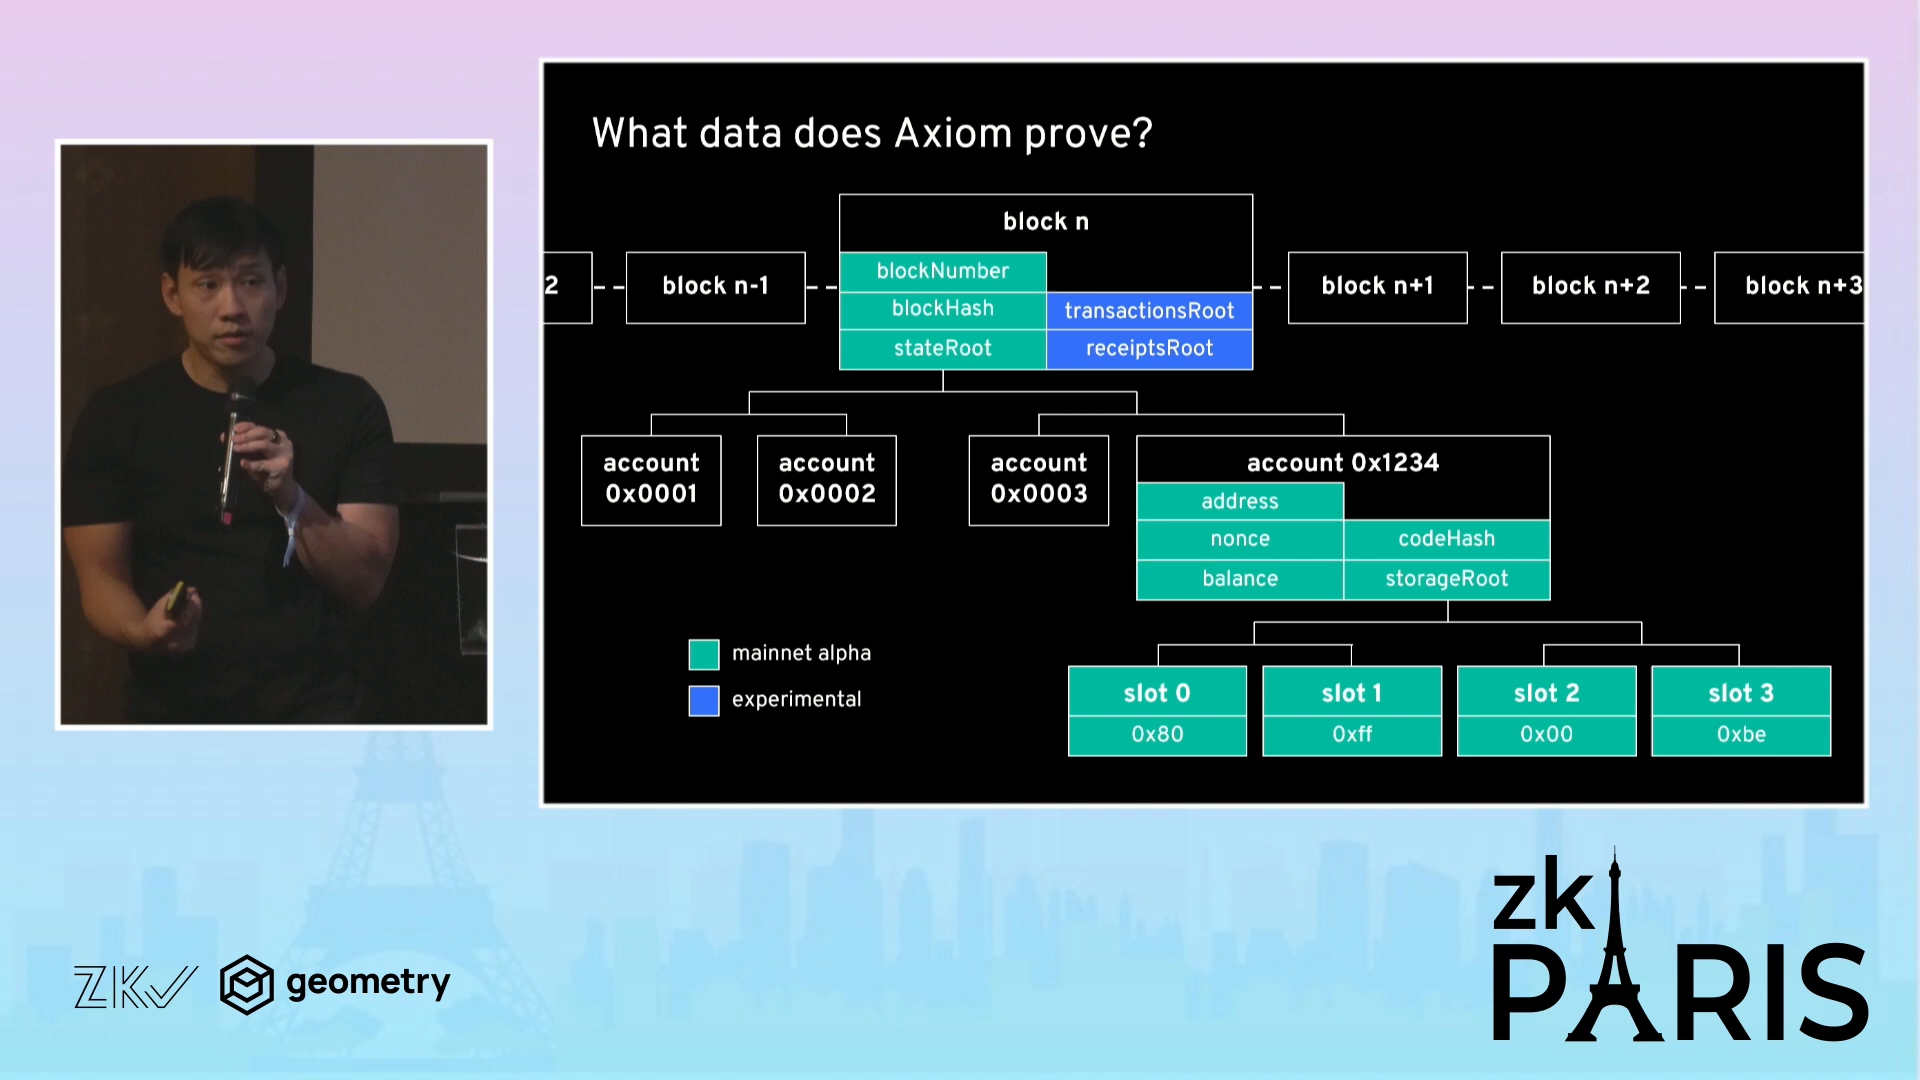 What data does Axiom prove?
block n
2
block n-1
blockNumber
blockHash
stateRoot
transactionsRoot
receiptsRoot
block n+1
block n+2
block n+3
account
0x0001
account
0x0002
account
0x0003
account 0x1234
address
nonce
balance
codeHash
storageRoot
mainnet alpha
experimental
slot 0
0x80
slot 1
0xff
slot 2
0x00
slot 3
0xbe
ZKV
geometry
zk
PARIS